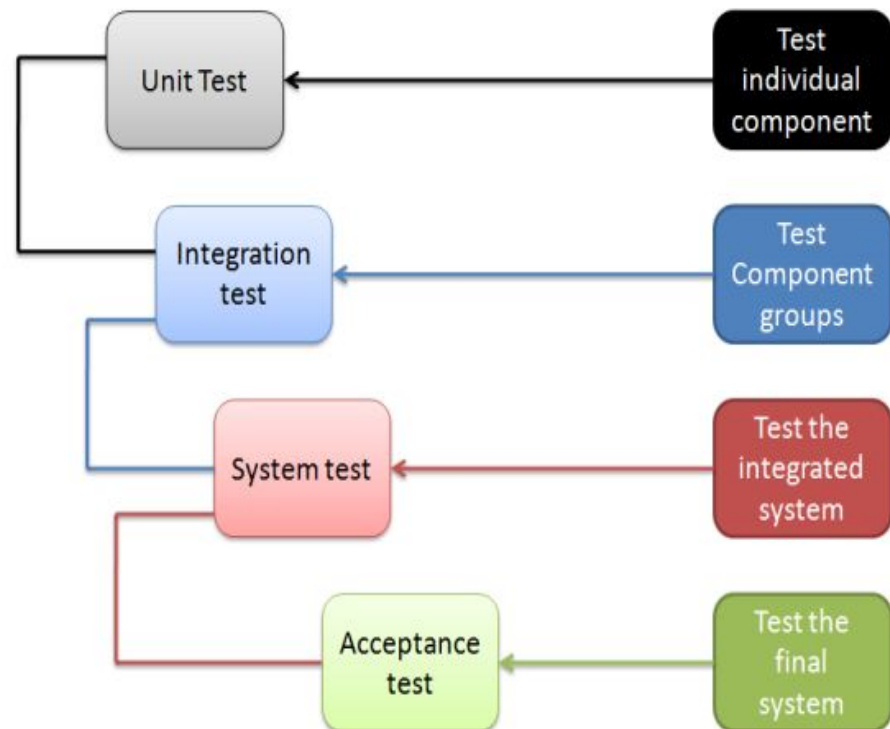 Unit Test
Test
individual
component
Integration
test
Test
Component
groups
System test
Test the
integrated
system
Acceptance
test
Test the
final
system